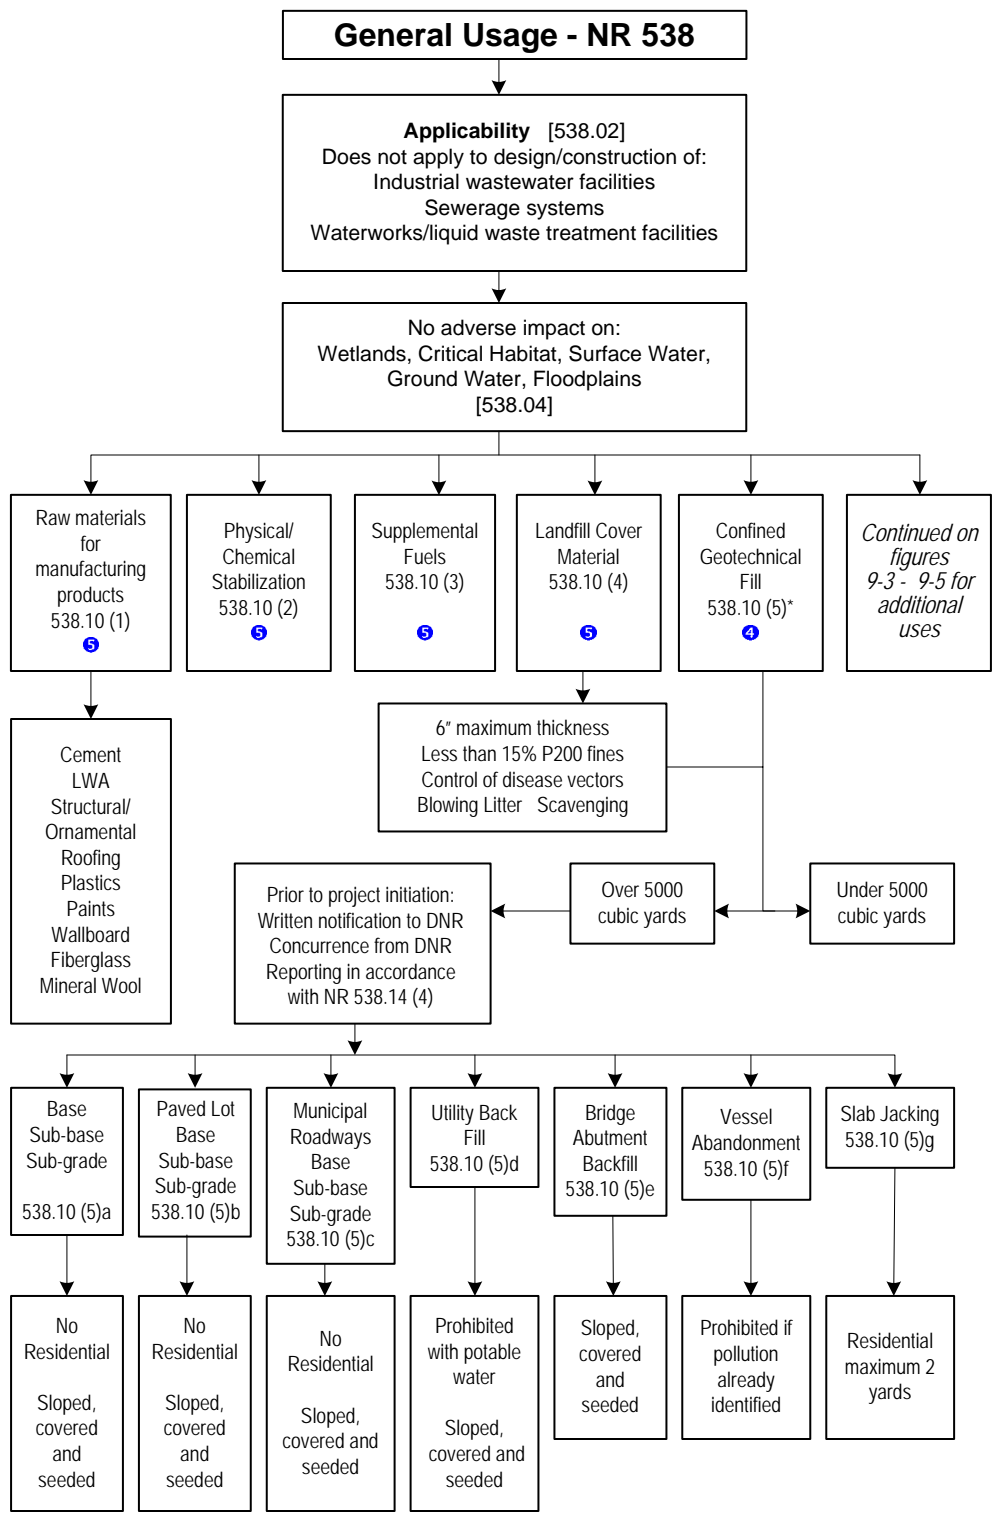 General Usage - NR 538
Applicability [538.02]
Does not apply to design/construction of:
Industrial wastewater facilities
Sewerage systems
Waterworks/liquid waste treatment facilities
No adverse impact on:
Wetlands, Critical Habitat, Surface Water,
Ground Water, Floodplains
[538.04]
Raw materials
for
manufacturing
products
538.10 (1)
5
Physical/
Chemical
Stabilization
538.10 (2)
5
Supplemental
Fuels
538.10 (3)
5
Landfill Cover
Material
538.10 (4)
5
Confined
Geotechnical
Fill
538.10 (5)*
4
Continued on
figures
9-3 - 9-5 for
additional
uses
Cement
LWA
Structural/
Ornamental
Roofing
Plastics
Paints
Wallboard
Fiberglass
Mineral Wool
6" maximum thickness
Less than 15% P200 fines
Control of disease vectors
Blowing Litter Scavenging
Prior to project initiation:
Written notification to DNR
Concurrence from DNR
Reporting in accordance
with NR 538.14 (4)
Over 5000
cubic yards
Under 5000
cubic yards
Base
Sub-base
Sub-grade
538.10 (5)a
Paved Lot
Base
Sub-base
Sub-grade
538.10 (5)b
Municipal
Roadways
Base
Sub-base
Sub-grade
538.10 (5)c
Utility Back
Fill
538.10 (5)d
Bridge
Abutment
Backfill
538.10 (5)e
Vessel
Abandonment
538.10 (5)f
Slab Jacking
538.10 (5)g
No
Residential
Sloped,
covered
and
seeded
No
Residential
Sloped,
covered
and
seeded
No
Residential
Sloped,
covered and
seeded
Prohibited
with potable
water
Sloped,
covered and
seeded
Sloped,
covered
and
seeded
Prohibited if
pollution
already
identified
Residential
maximum 2
yards